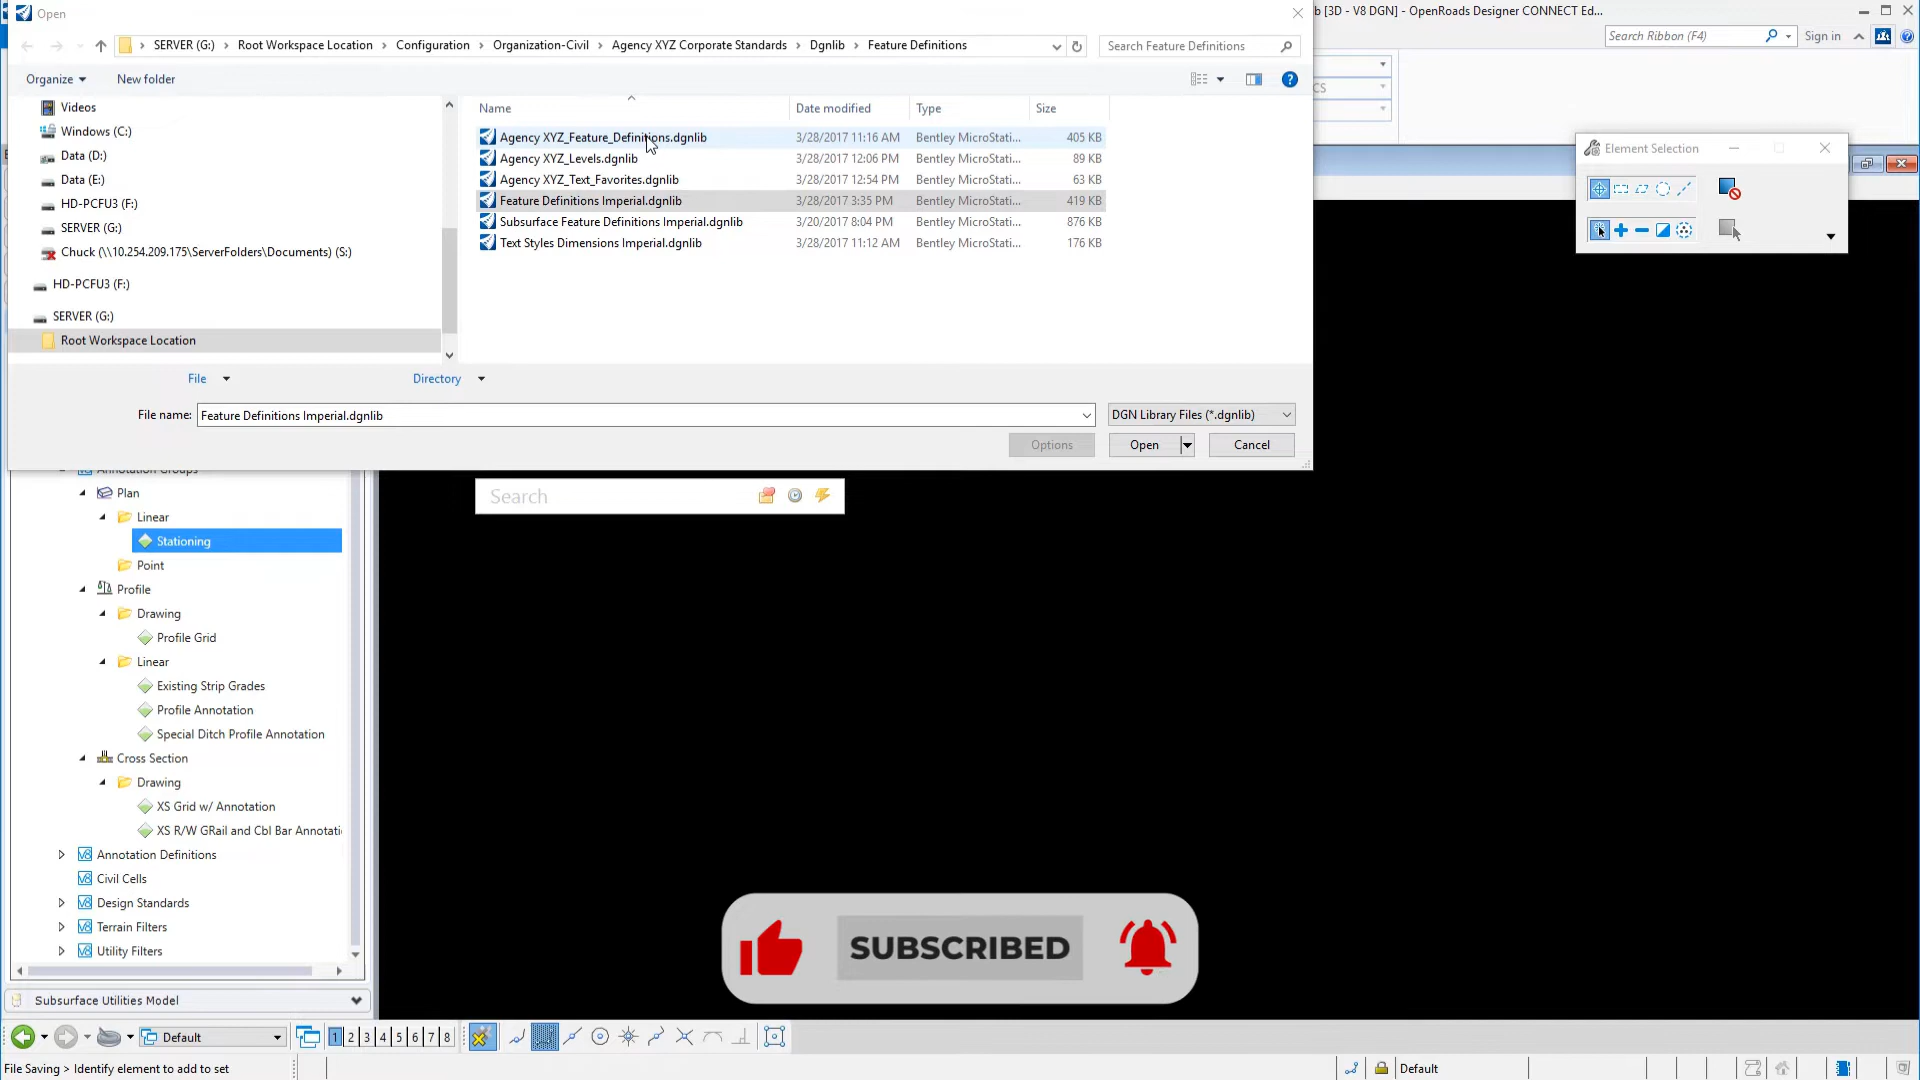 Open
b [3D - V8 DGN] - OpenRoads Designer CONNECT Ed...
SERVER (G:) > Root Workspace Location > Configuration > Organization-Civil > Agency XYZ Corporate Standards > Dgnlib > Feature Definitions
Search Feature Definitions
Search Ribbon (F4)
Sign in
Organize
New folder
Videos
Windows (C:)
Data (D:)
Data (E:)
HD-PCFU3 (F:)
SERVER (G:)
Chuck (\\10.254.209.175\ServerFolders\Documents) (S:)
HD-PCFU3 (F:)
SERVER (G:)
Root Workspace Location
Name Date modified Type Size
Agency XYZ_Feature_Definitions.dgnlib 3/28/2017 11:16 AM Bentley MicroStati... 405 KB
Agency XYZ_Levels.dgnlib 3/28/2017 12:06 PM Bentley MicroStati... 89 KB
Agency XYZ_Text_Favorites.dgnlib 3/28/2017 12:54 PM Bentley MicroStati... 63 KB
Feature Definitions Imperial.dgnlib 3/28/2017 3:35 PM Bentley MicroStati... 419 KB
Subsurface Feature Definitions Imperial.dgnlib 3/20/2017 8:04 PM Bentley MicroStati... 876 KB
Text Styles Dimensions Imperial.dgnlib 3/28/2017 11:12 AM Bentley MicroStati... 176 KB
CS
Element Selection
File
Directory
File name: Feature Definitions Imperial.dgnlib
DGN Library Files (*.dgnlib)
Options
Open
Cancel
Search
Annotation Groups
Plan
Linear
Stationing
Point
Profile
Drawing
Profile Grid
Linear
Existing Strip Grades
Profile Annotation
Special Ditch Profile Annotation
Cross Section
Drawing
XS Grid w/ Annotation
XS R/W GRail and Cbl Bar Annotati
Annotation Definitions
Civil Cells
Design Standards
Terrain Filters
Utility Filters
Subsurface Utilities Model
SUBSCRIBED
Default
1 2 3 4 5 6 7 8
File Saving > Identify element to add to set
Default